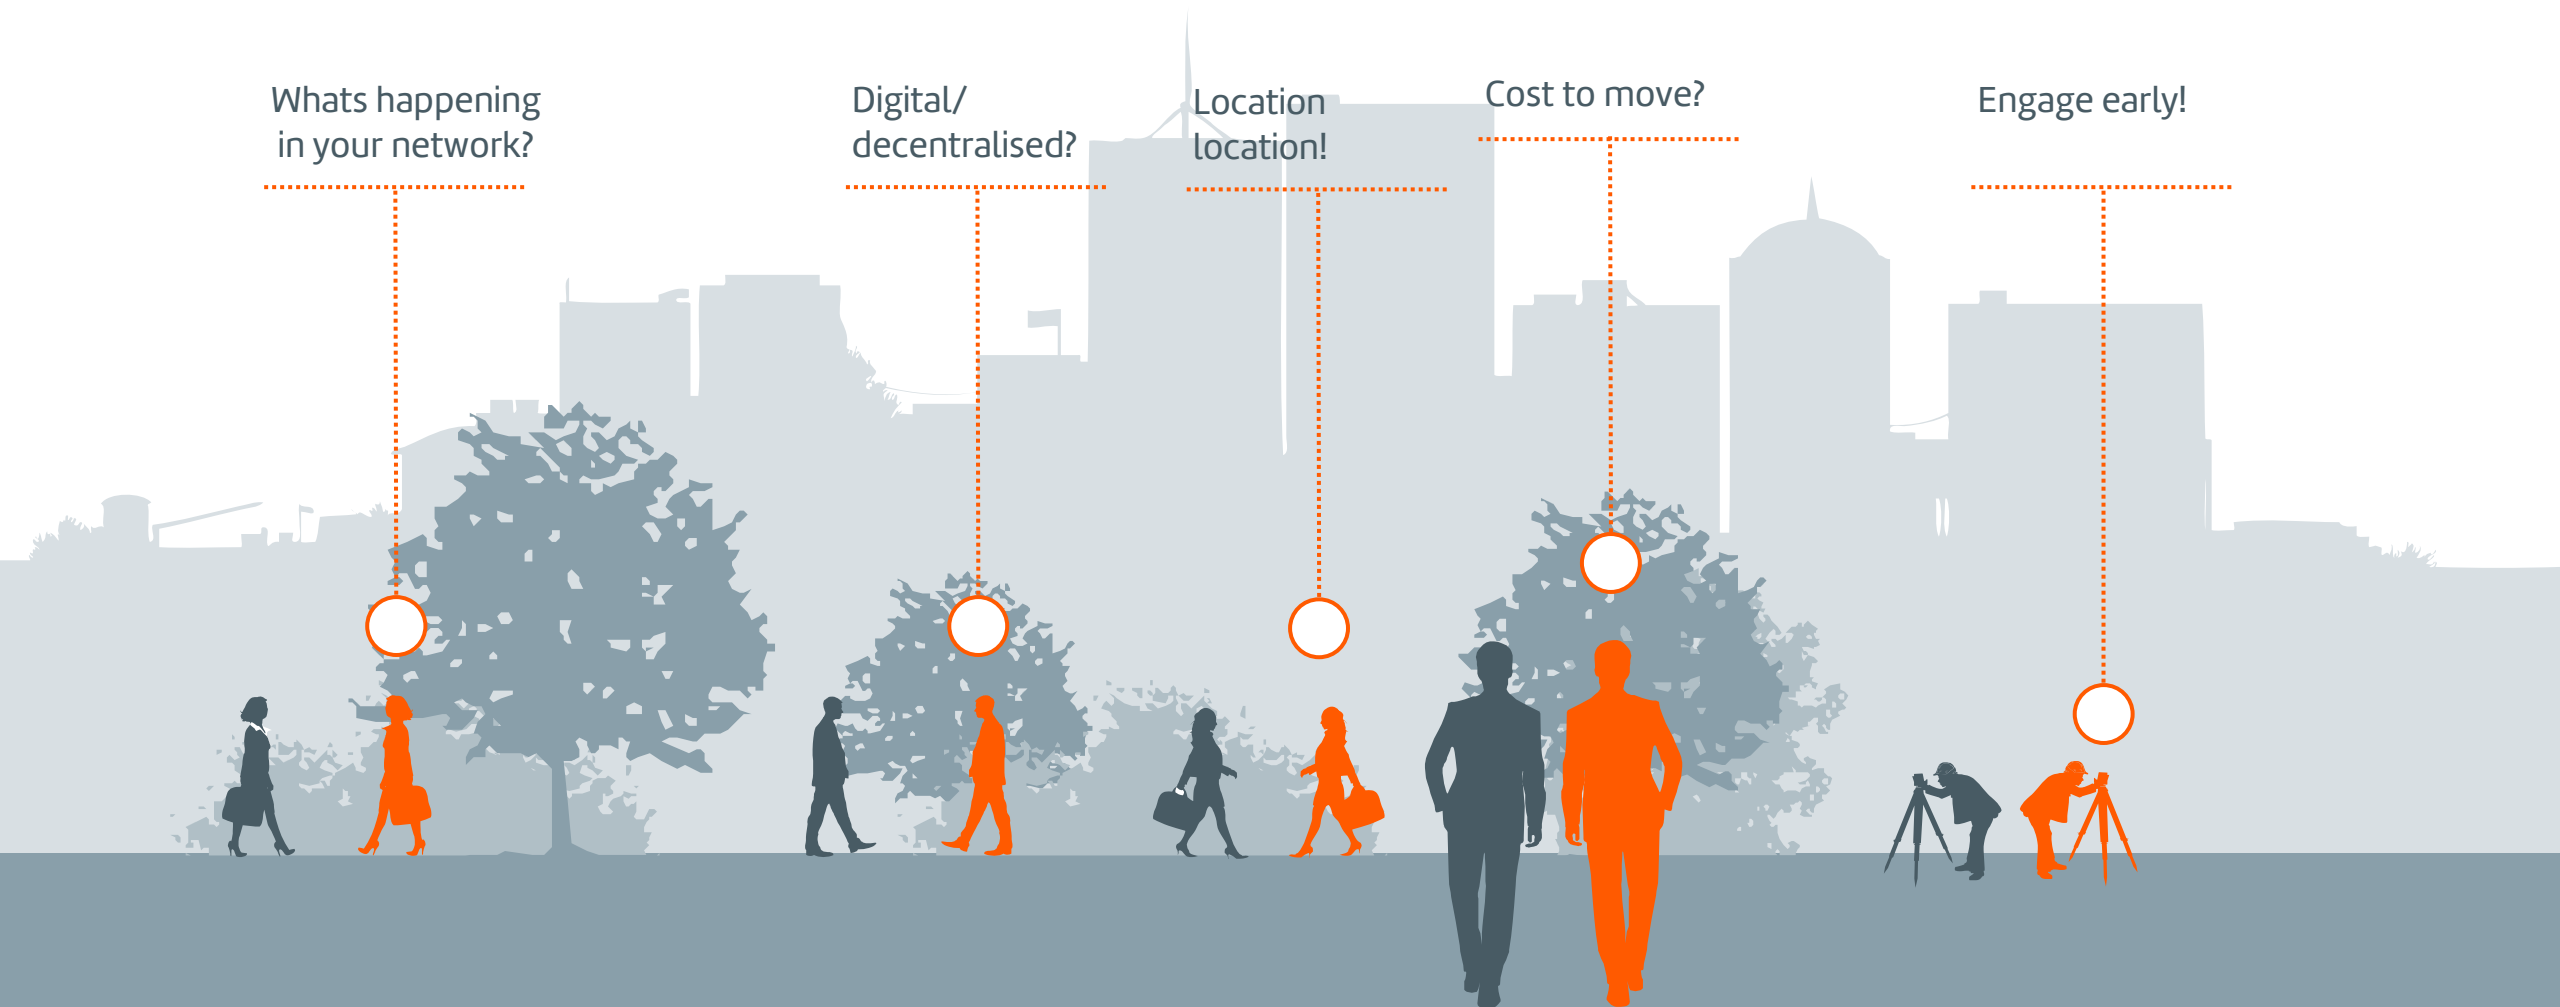 Whats happening
in your network?
Digital/
decentralised?
Location
location!
Cost to move?
Engage early!